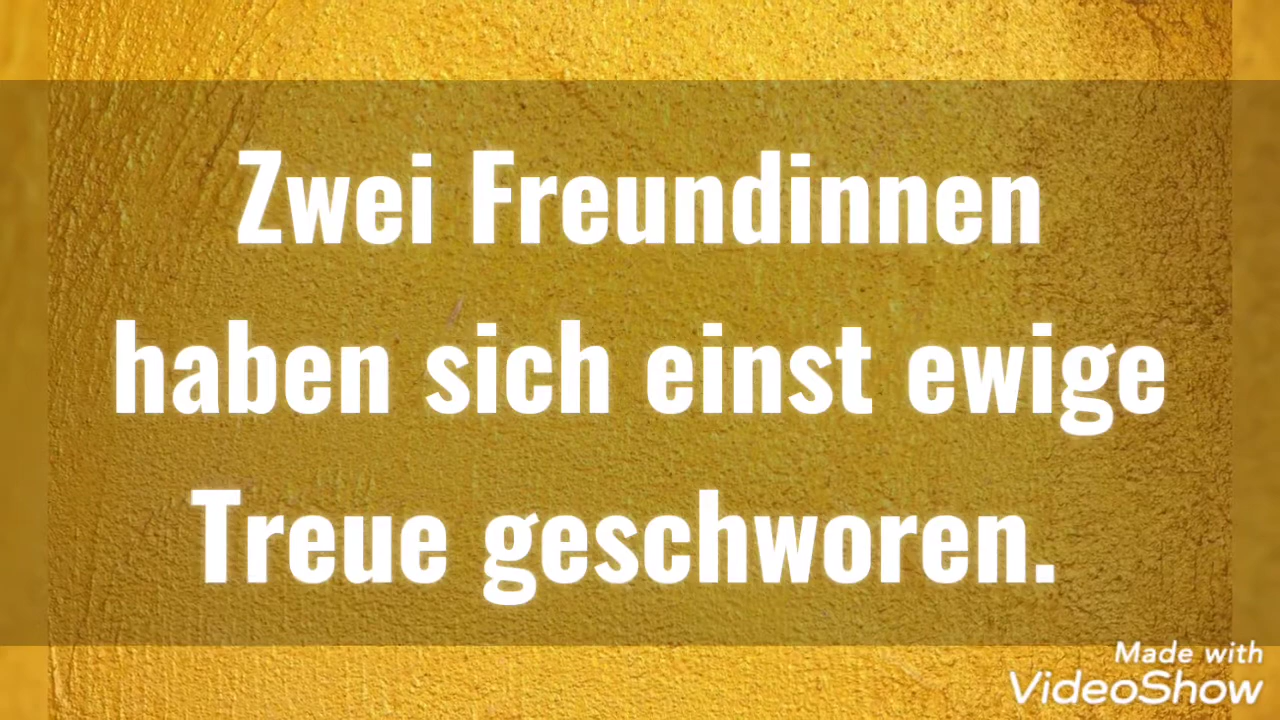 Zwei Freundinnen
haben sich einst ewige
Treue geschworen.
Made with
VideoShow